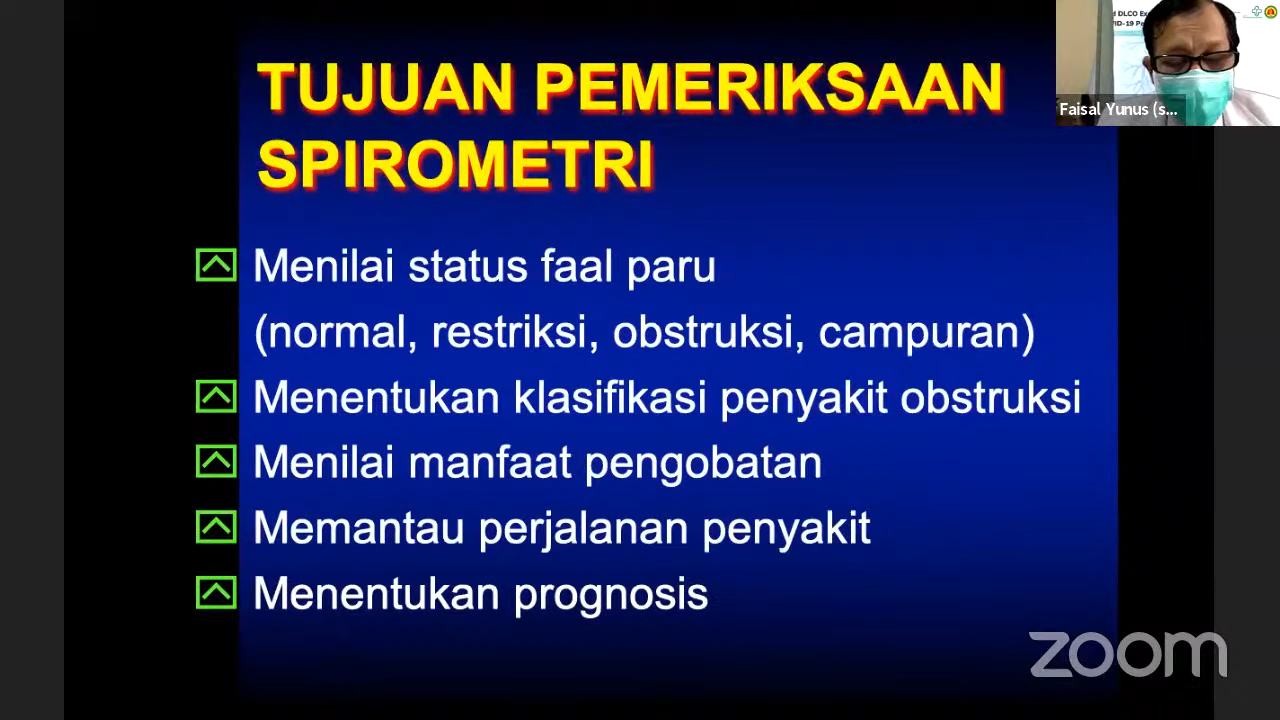 TUJUAN PEMERIKSAAN
SPIROMETRI
Menilai status faal paru
(normal, restriksi, obstruksi, campuran)
Menentukan klasifikasi penyakit obstruksi
Menilai manfaat pengobatan
Memantau perjalanan penyakit
Menentukan prognosis
DLCO
Faisal Yunus (s...
zoom